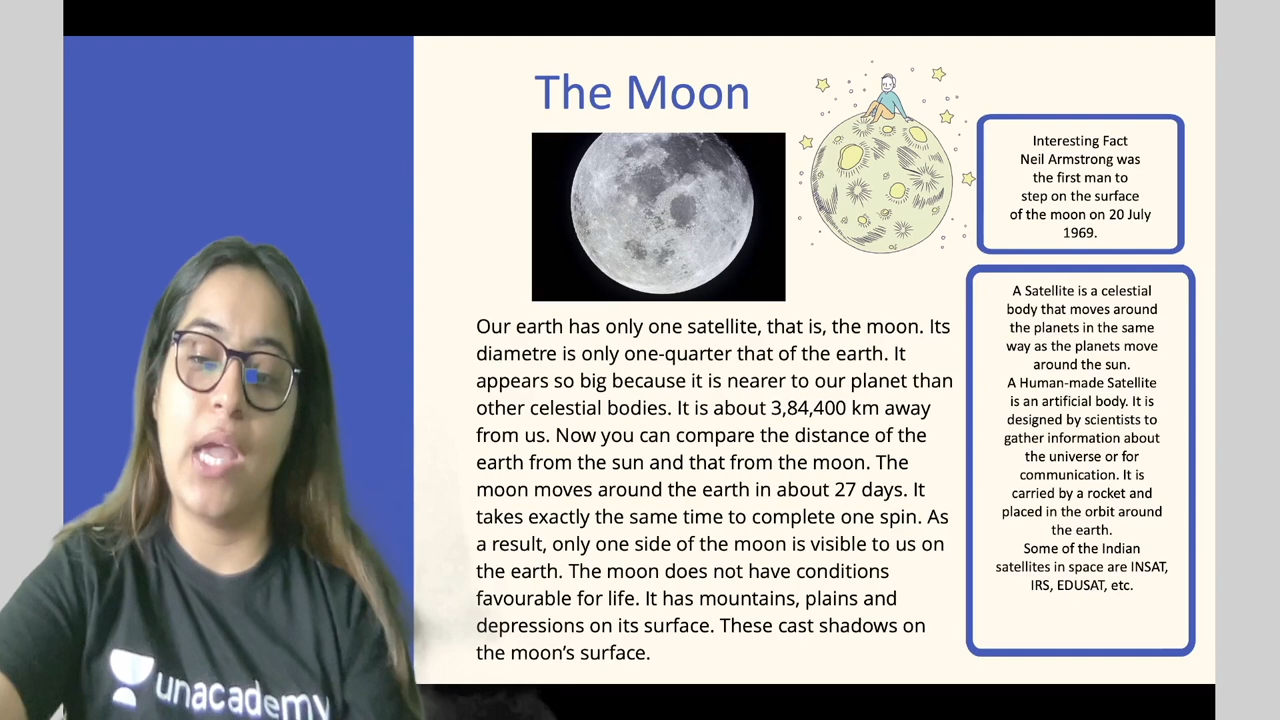 The Moon
Our earth has only one satellite, that is, the moon. Its
diametre is only one-quarter that of the earth. It
appears so big because it is nearer to our planet than
other celestial bodies. It is about 3,84,400 km away
from us. Now you can compare the distance of the
earth from the sun and that from the moon. The
moon moves around the earth in about 27 days. It
takes exactly the same time to complete one spin. As
a result, only one side of the moon is visible to us on
the earth. The moon does not have conditions
favourable for life. It has mountains, plains and
depressions on its surface. These cast shadows on
the moon’s surface.
Interesting Fact
Neil Armstrong was
the first man to
step on the surface
of the moon on 20 July
1969.
A Satellite is a celestial
body that moves around
the planets in the same
way as the planets move
around the sun.
A Human-made Satellite
is an artificial body. It is
designed by scientists to
gather information about
the universe or for
communication. It is
carried by a rocket and
placed in the orbit around
the earth.
Some of the Indian
satellites in space are INSAT,
IRS, EDUSAT, etc.
unacademy